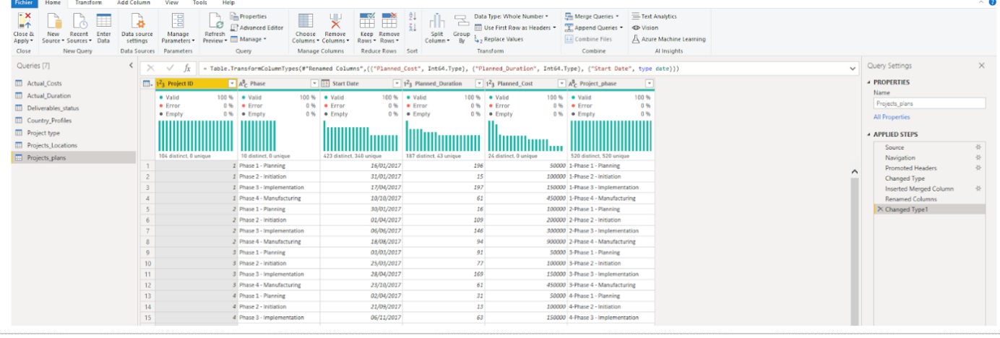 Fichier Home Transform Add Column View Tools Help
Close & Apply
New Source
Recent Sources
Enter Data
Data source settings
Manage Parameters
Refresh Preview
Properties
Advanced Editor
Manage
Choose Columns
Remove Columns
Keep Rows
Remove Rows
Split Column
Group By
Data Type: Whole Number
Use First Row as Headers
Replace Values
Merge Queries
Append Queries
Combine Files
Text Analytics
Vision
Azure Machine Learning
Close New Query Data Sources Parameters Query Manage Columns Reduce Rows Sort Transform Combine AI Insights
Queries [7]
Actual_Costs
Actual_Duration
Deliverables_status
Country_Profiles
Project type
Projects_Locations
Projects_plans
= Table.TransformColumnTypes(#"Renamed Columns",{{"Planned_Cost", Int64.Type}, {"Planned_Duration", Int64.Type}, {"Start Date", type date}})
Project ID Phase Start Date Planned_Duration Planned_Cost Project_phase
Valid 100 % Valid 100 % Valid 100 % Valid 100 % Valid 100 % Valid 100 %
Error 0 % Error 0 % Error 0 % Error 0 % Error 0 % Error 0 %
Empty 0 % Empty 0 % Empty 0 % Empty 0 % Empty 0 % Empty 0 %
104 distinct, 0 unique 10 distinct, 0 unique 423 distinct, 340 unique 187 distinct, 43 unique 24 distinct, 0 unique 520 distinct, 520 unique
1 1 Phase 1 - Planning 16/01/2017 196 50000 1-Phase 1 - Planning
2 1 Phase 2 - Initiation 31/01/2017 15 100000 1-Phase 2 - Initiation
3 1 Phase 3 - Implementation 17/04/2017 197 150000 1-Phase 3 - Implementation
4 1 Phase 4 - Manufacturing 10/10/2017 61 450000 1-Phase 4 - Manufacturing
5 2 Phase 1 - Planning 30/01/2017 16 100000 2-Phase 1 - Planning
6 2 Phase 2 - Initiation 01/04/2017 109 200000 2-Phase 2 - Initiation
7 2 Phase 3 - Implementation 06/06/2017 146 300000 2-Phase 3 - Implementation
8 2 Phase 4 - Manufacturing 18/08/2017 94 900000 2-Phase 4 - Manufacturing
9 3 Phase 1 - Planning 03/03/2017 91 50000 3-Phase 1 - Planning
10 3 Phase 2 - Initiation 25/03/2017 77 100000 3-Phase 2 - Initiation
11 3 Phase 3 - Implementation 28/04/2017 169 150000 3-Phase 3 - Implementation
12 3 Phase 4 - Manufacturing 23/10/2017 61 450000 3-Phase 4 - Manufacturing
13 4 Phase 1 - Planning 02/04/2017 31 50000 4-Phase 1 - Planning
14 4 Phase 2 - Initiation 21/09/2017 13 100000 4-Phase 2 - Initiation
15 4 Phase 3 - Implementation 06/11/2017 63 150000 4-Phase 3 - Implementation
Query Settings
PROPERTIES
Name
Projects_plans
All Properties
APPLIED STEPS
Source
Navigation
Promoted Headers
Changed Type
Inserted Merged Column
Renamed Columns
Changed Type1